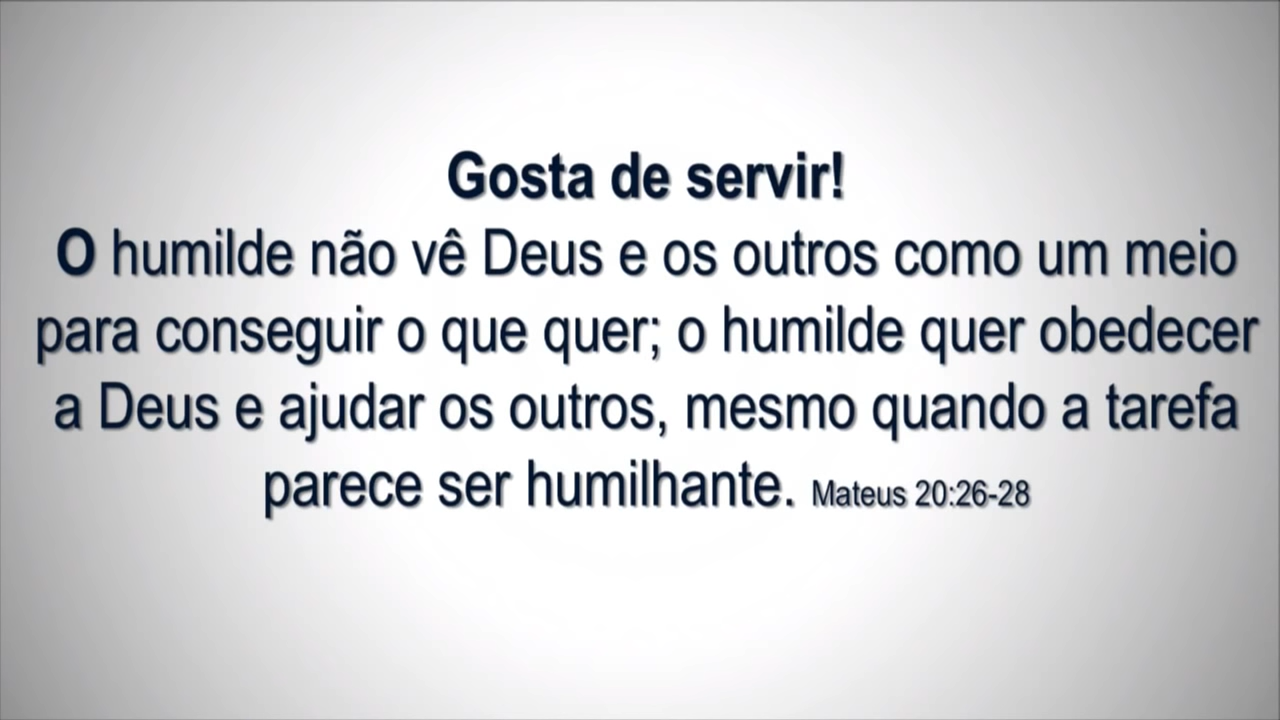 Gosta de servir!
O humilde não vê Deus e os outros como um meio
para conseguir o que quer; o humilde quer obedecer
a Deus e ajudar os outros, mesmo quando a tarefa
parece ser humilhante. Mateus 20:26-28